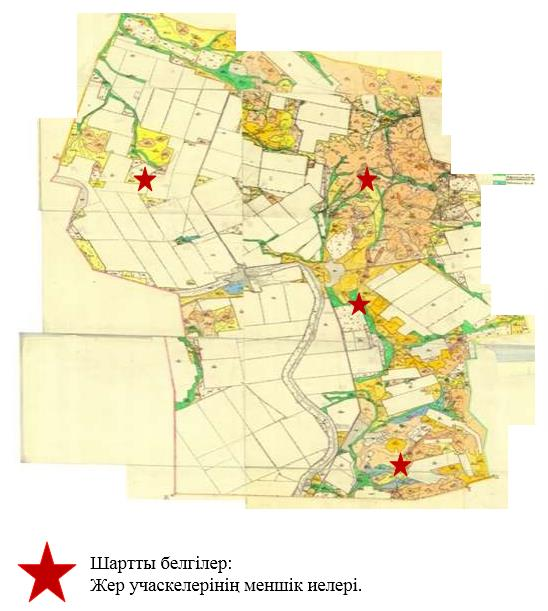 Шартты белгілер:
Жер учаскелерінің меншік иелері.